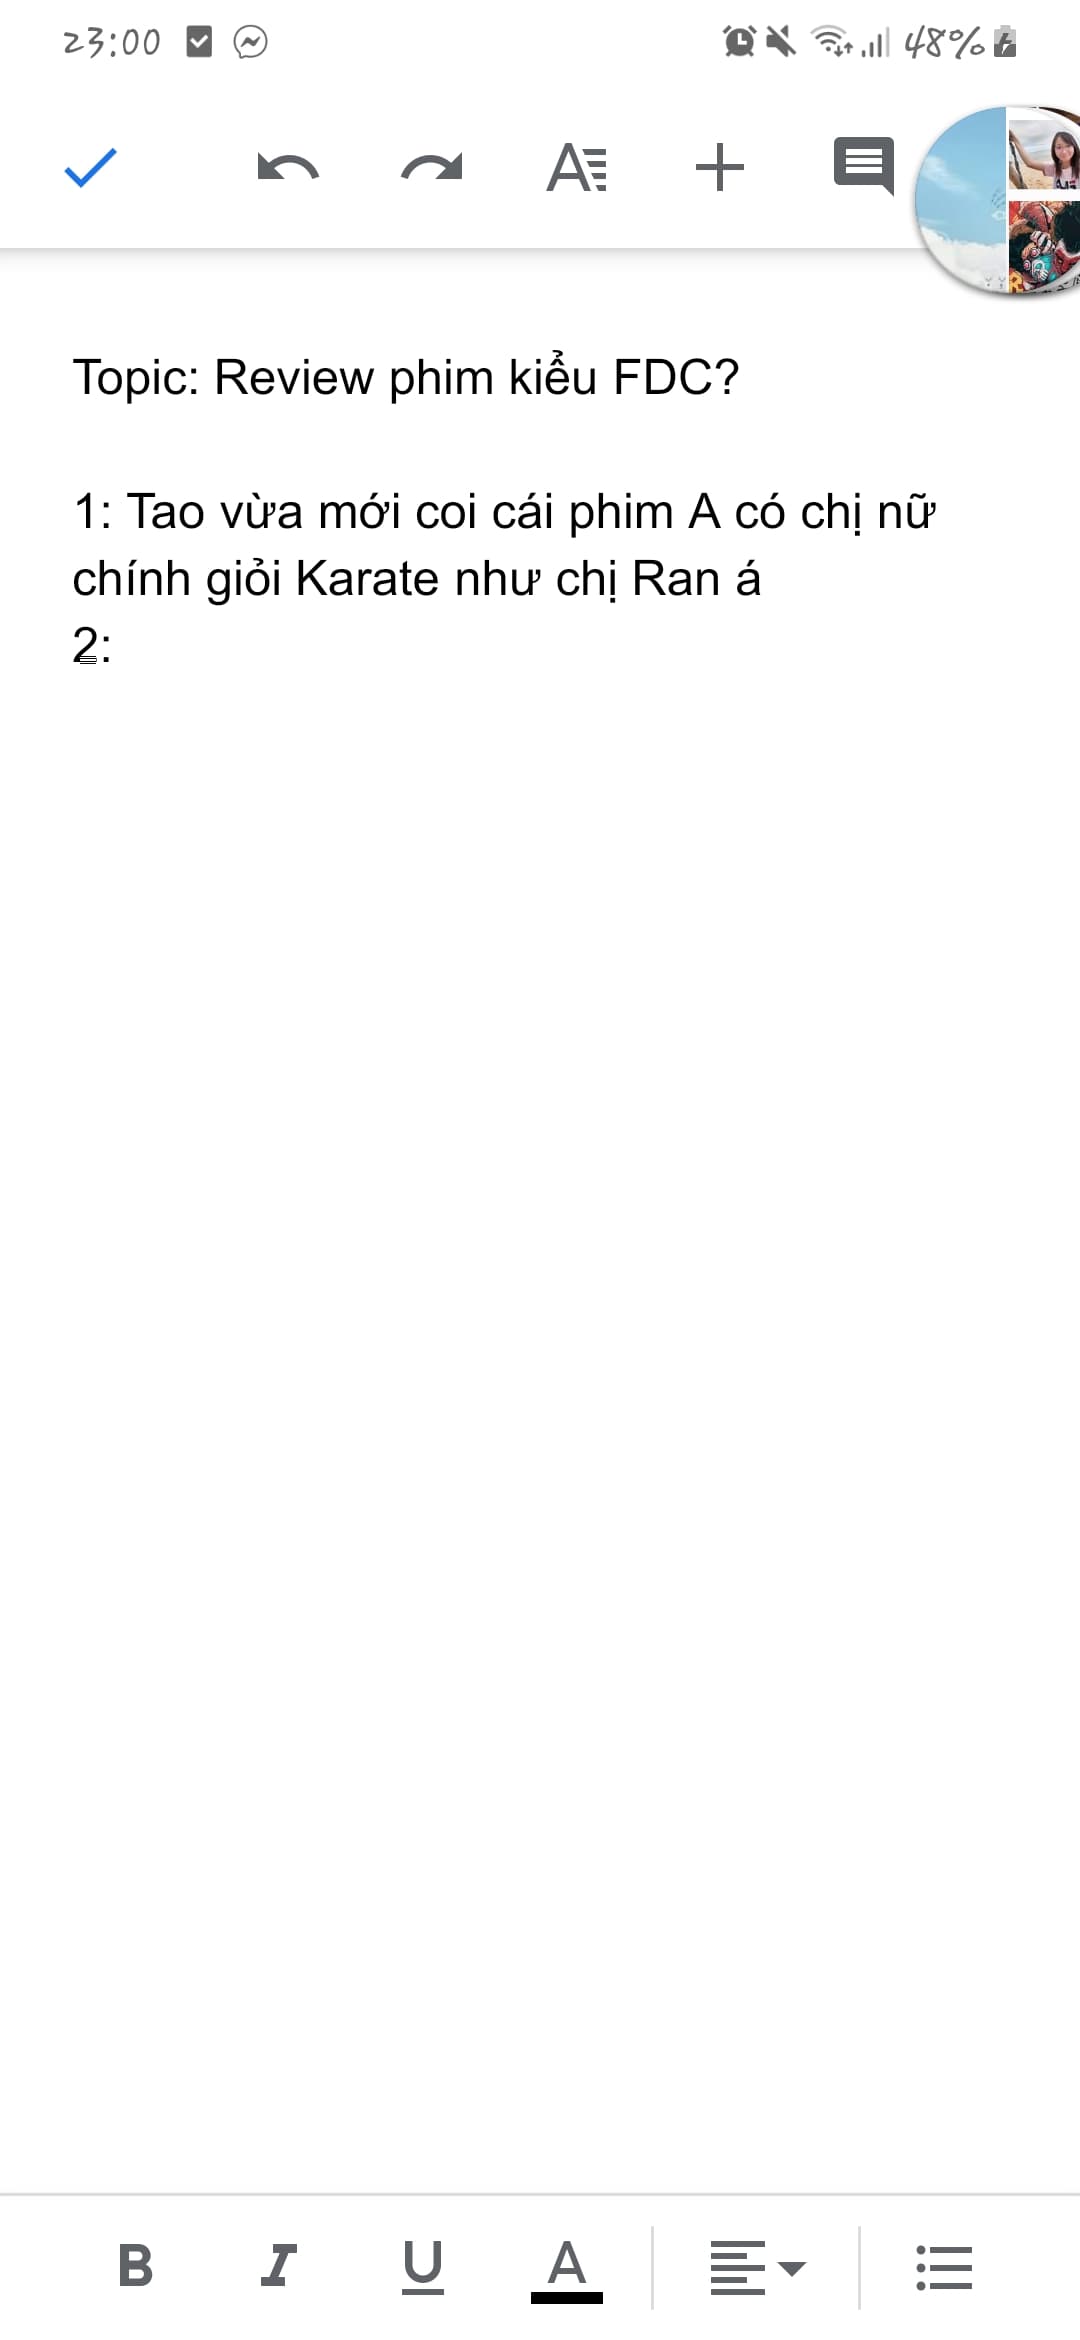 23:00
48%
Topic: Review phim kiểu FDC?
1: Tao vừa mới coi cái phim A có chị nữ
chính giỏi Karate như chị Ran á
2:
B I U A